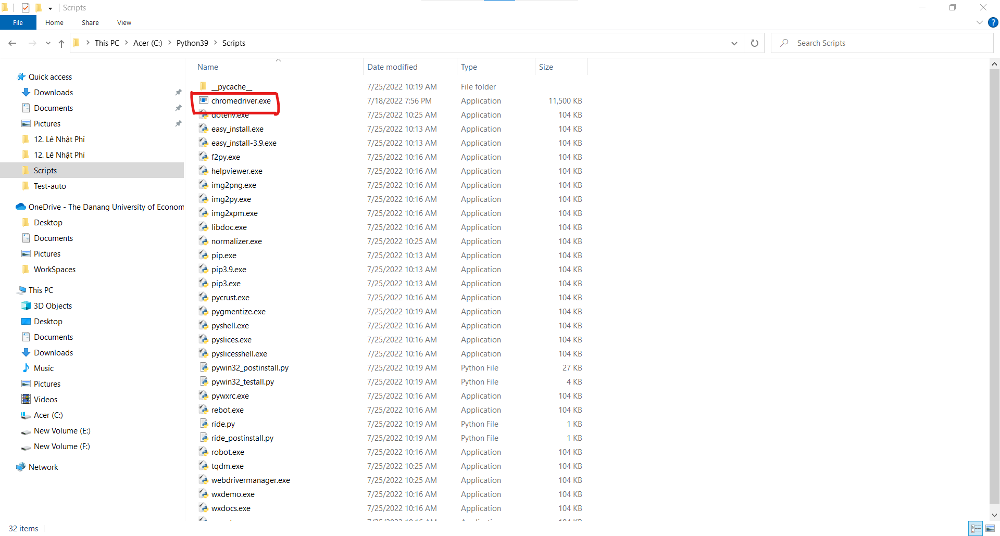 Scripts
File Home Share View
This PC Acer (C:) Python39 Scripts
Search Scripts
Quick access
Downloads
Documents
Pictures
12. Lê Nhật Phi
12. Lê Nhật Phi
Scripts
Test-auto
OneDrive - The Danang University of Econom
Desktop
Documents
Pictures
WorkSpaces
This PC
3D Objects
Desktop
Documents
Downloads
Music
Pictures
Videos
Acer (C:)
New Volume (E:)
New Volume (F:)
Network
Name Date modified Type Size
__pycache__ 7/25/2022 10:19 AM File folder
chromedriver.exe 7/18/2022 7:56 PM Application 11,500 KB
dotenv.exe 7/25/2022 10:25 AM Application 104 KB
easy_install.exe 7/25/2022 10:13 AM Application 104 KB
easy_install-3.9.exe 7/25/2022 10:13 AM Application 104 KB
f2py.exe 7/25/2022 10:16 AM Application 104 KB
helpviewer.exe 7/25/2022 10:16 AM Application 104 KB
img2png.exe 7/25/2022 10:16 AM Application 104 KB
img2py.exe 7/25/2022 10:16 AM Application 104 KB
img2xpm.exe 7/25/2022 10:16 AM Application 104 KB
libdoc.exe 7/25/2022 10:16 AM Application 104 KB
normalizer.exe 7/25/2022 10:25 AM Application 104 KB
pip.exe 7/25/2022 10:13 AM Application 104 KB
pip3.9.exe 7/25/2022 10:13 AM Application 104 KB
pip3.exe 7/25/2022 10:13 AM Application 104 KB
pycrust.exe 7/25/2022 10:16 AM Application 104 KB
pygmentize.exe 7/25/2022 10:19 AM Application 104 KB
pyshell.exe 7/25/2022 10:16 AM Application 104 KB
pyslices.exe 7/25/2022 10:16 AM Application 104 KB
pyslicesshell.exe 7/25/2022 10:16 AM Application 104 KB
pywin32_postinstall.py 7/25/2022 10:19 AM Python File 27 KB
pywin32_testall.py 7/25/2022 10:19 AM Python File 4 KB
pywxrc.exe 7/25/2022 10:16 AM Application 104 KB
rebot.exe 7/25/2022 10:16 AM Application 104 KB
ride.py 7/25/2022 10:19 AM Python File 1 KB
ride_postinstall.py 7/25/2022 10:19 AM Python File 1 KB
robot.exe 7/25/2022 10:16 AM Application 104 KB
tqdm.exe 7/25/2022 10:25 AM Application 104 KB
webdrivermanager.exe 7/25/2022 10:25 AM Application 104 KB
wxdemo.exe 7/25/2022 10:16 AM Application 104 KB
wxdocs.exe 7/25/2022 10:16 AM Application 104 KB
32 items